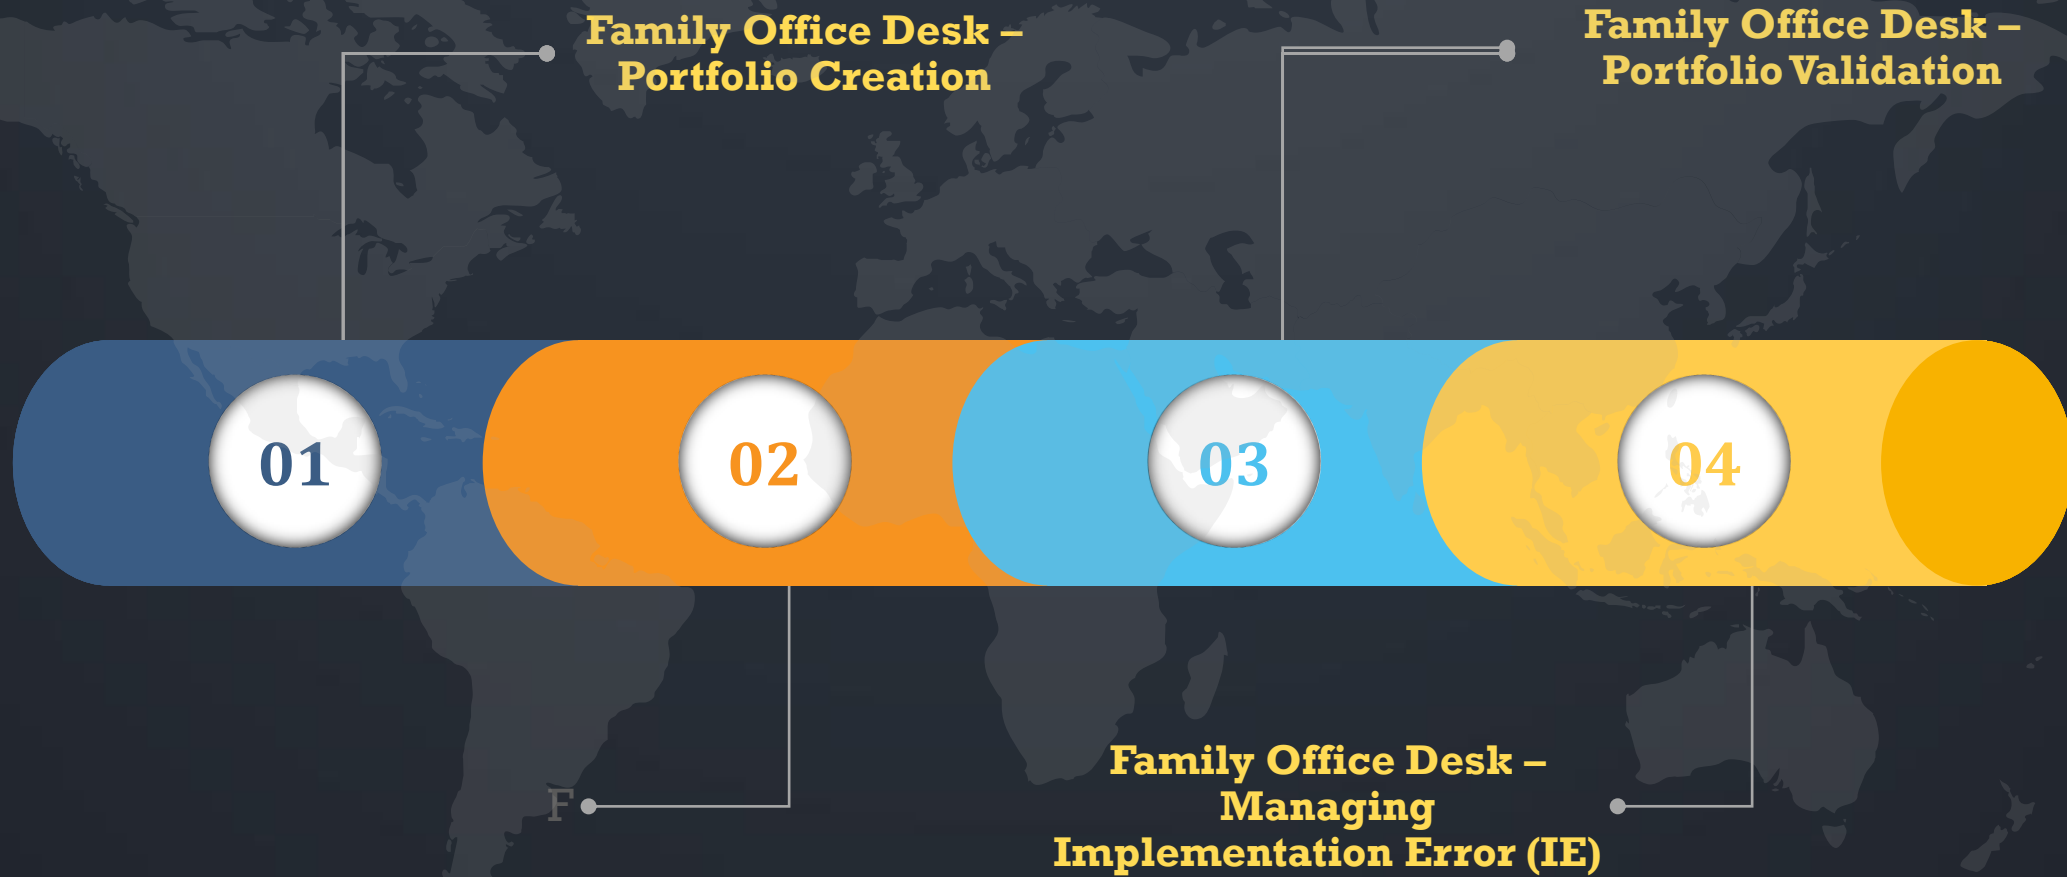 Family Office Desk –
Portfolio Creation
Family Office Desk –
Portfolio Validation
01
02
03
04
F
Family Office Desk –
Managing
Implementation Error (IE)